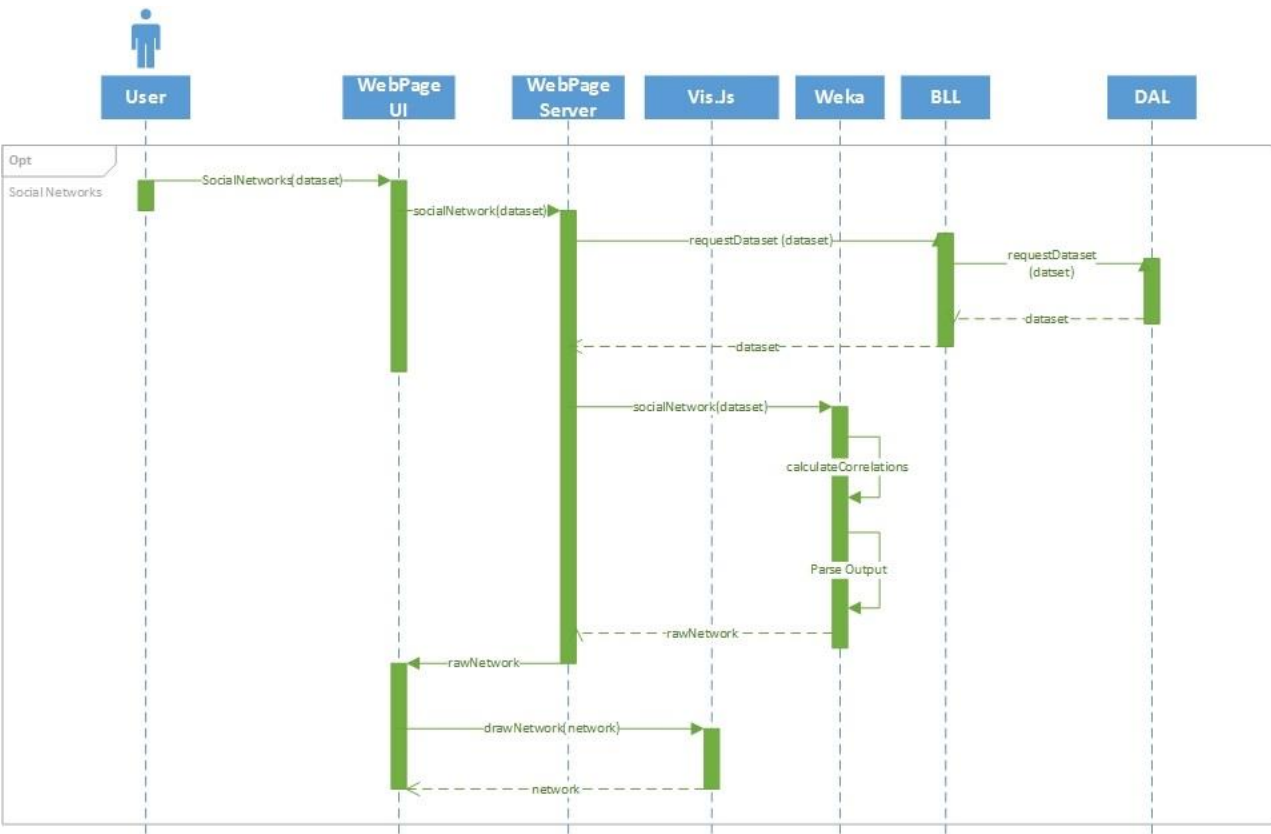 User
WebPage
UI
WebPage
Server
Vis.Js
Weka
BLL
DAL
Opt
Social Networks
SocialNetworks(dataset)
socialNetwork(dataset)
requestDataset (dataset)
requestDataset
(datset)
dataset
dataset
socialNetwork(dataset)
calculateCorrelations
Parse Output
rawNetwork
rawNetwork
drawNetwork(network)
network